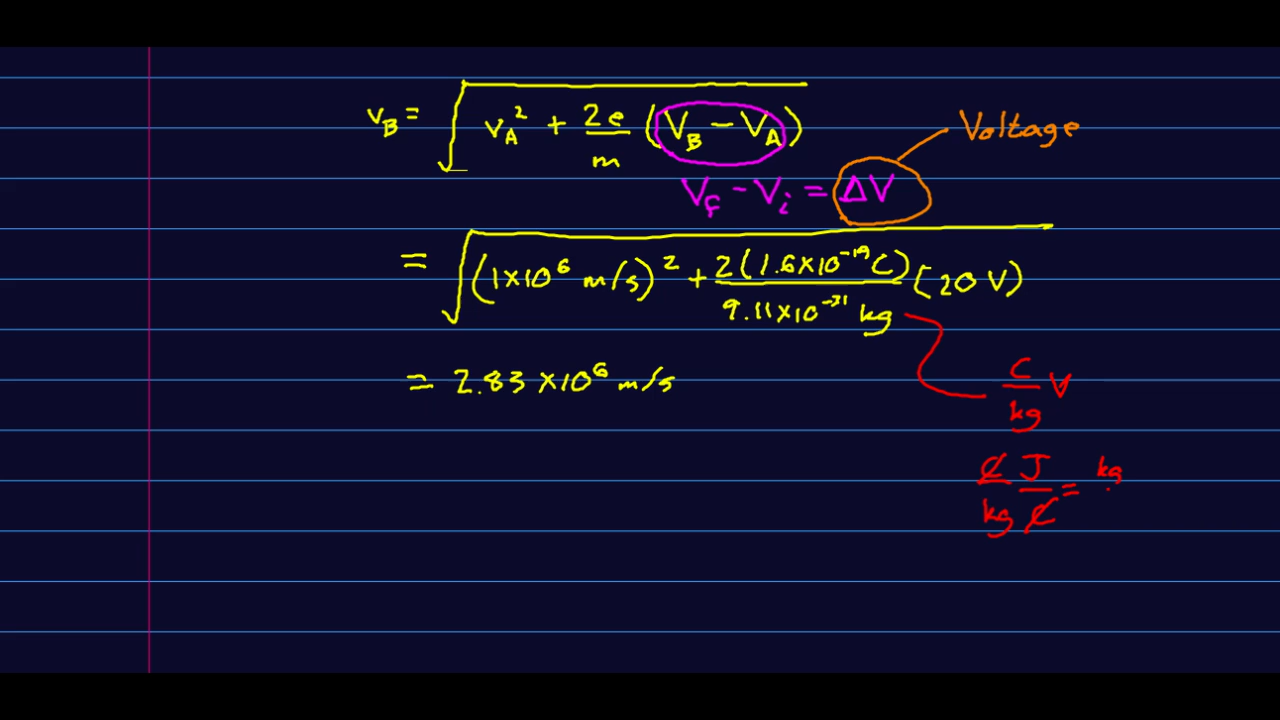 v_B = √(v_A² + 2e/m (V_B − V_A))
Voltage
V_f − V_i = ΔV
= √((1×10⁶ m/s)² + 2(1.6×10⁻¹⁹ C)/9.11×10⁻³¹ kg (20 V))
= 2.83 ×10⁶ m/s
C/kg V
C/kg J/C = kg